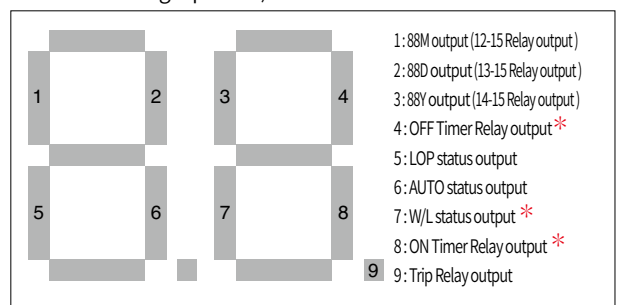 1 2 3 4
5 6 7 8
9
1:88M output (12-15 Relay output)
2:88D output (13-15 Relay output)
3:88Y output (14-15 Relay output)
4:OFF Timer Relay output*
5:LOP status output
6:AUTO status output
7:W/L status output *
8:ON Timer Relay output *
9:Trip Relay output